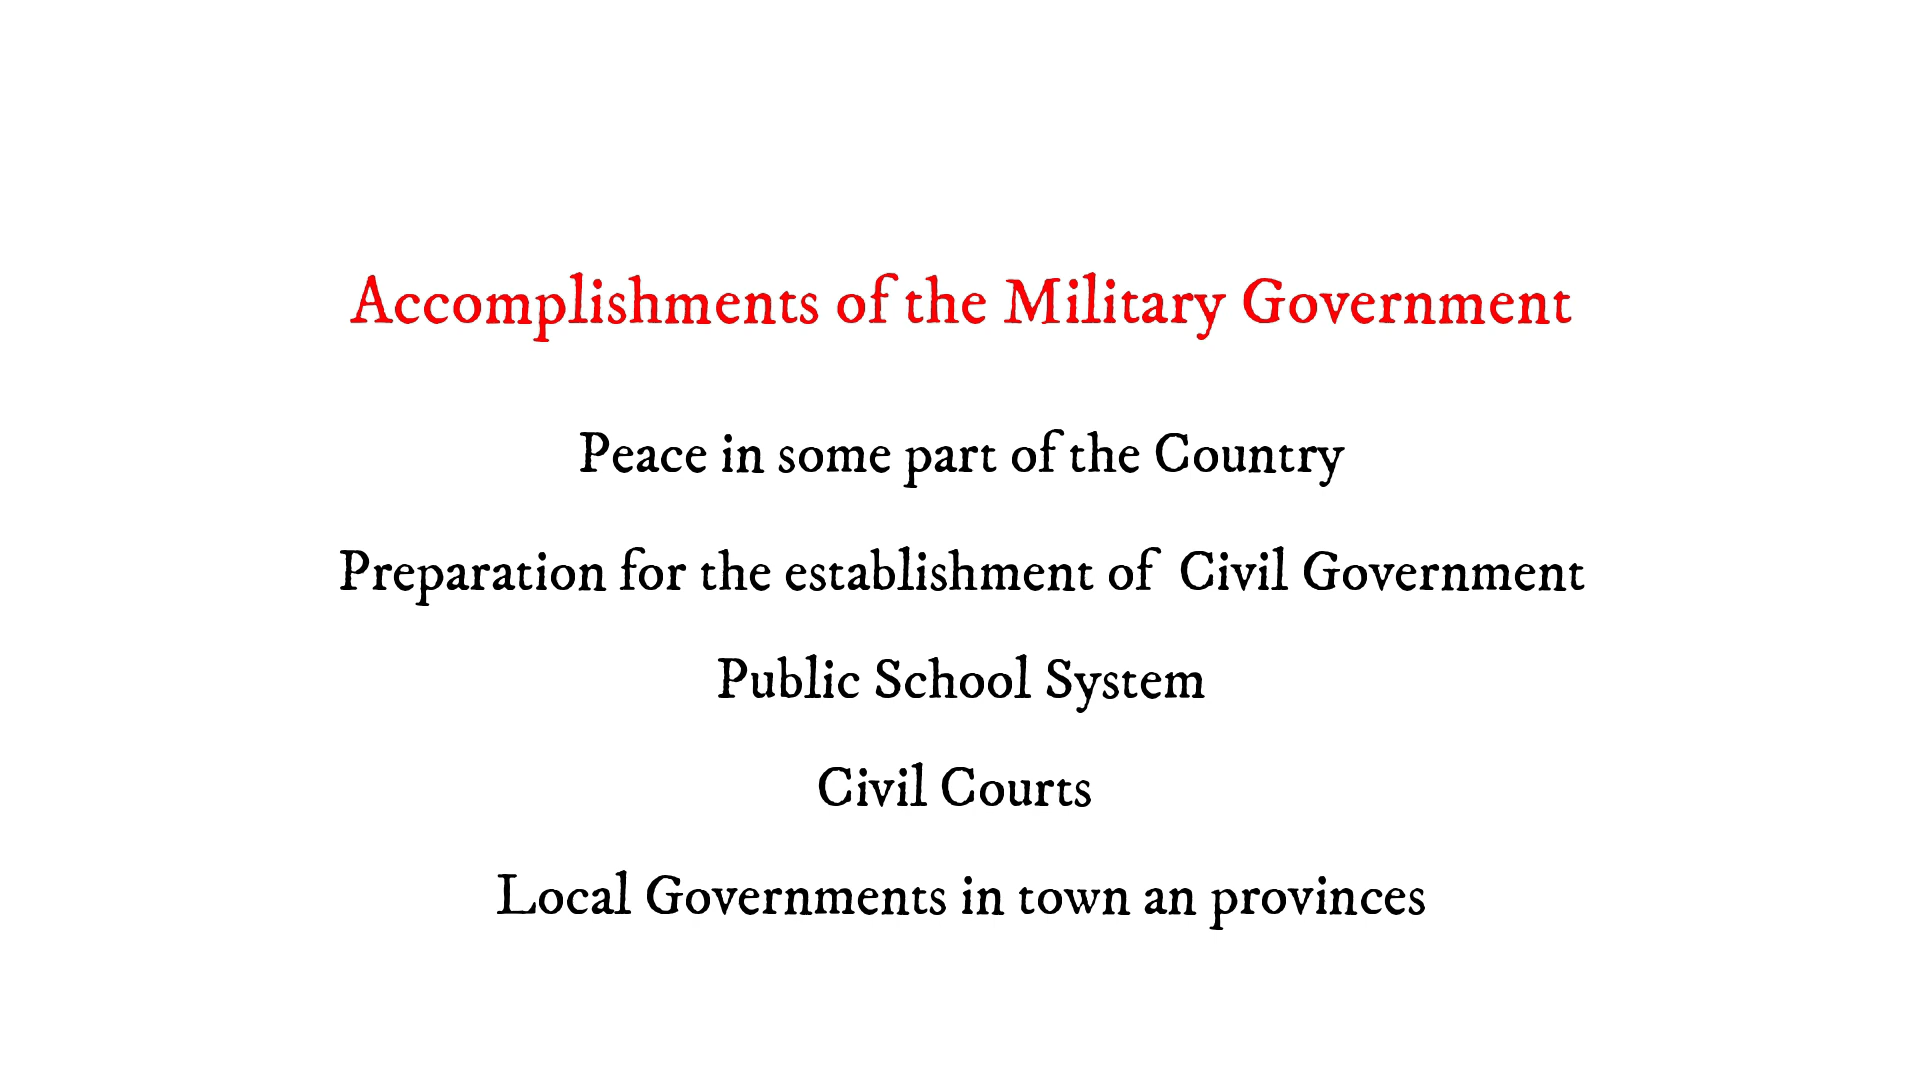 Accomplishments of the Military Government
Peace in some part of the Country
Preparation for the establishment of Civil Government
Public School System
Civil Courts
Local Governments in town an provinces